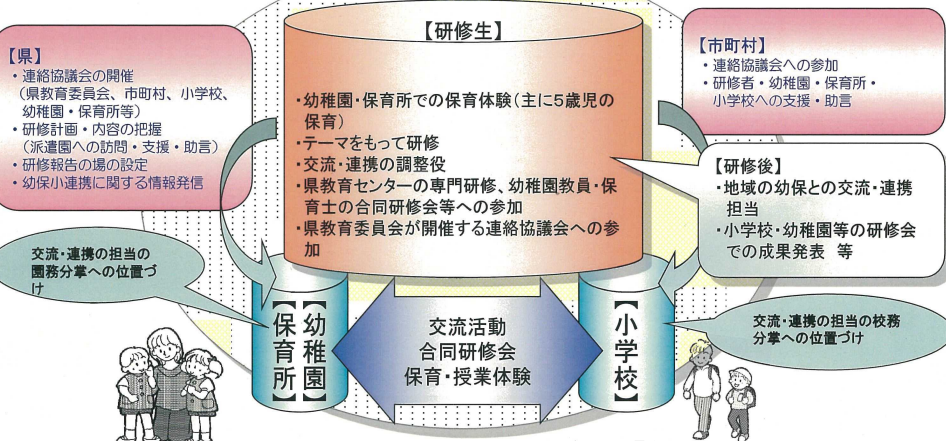 【県】
・連絡協議会の開催
（県教育委員会、市町村、小学校、
幼稚園・保育所等）
・研修計画・内容の把握
（派遣園への訪問・支援・助言）
・研修報告の場の設定
・幼保小連携に関する情報発信
【研修生】
・幼稚園・保育所での保育体験（主に５歳児の
保育）
・テーマをもって研修
・交流・連携の調整役
・県教育センターの専門研修、幼稚園教員・保
育士の合同研修会等への参加
・県教育委員会が開催する連絡協議会への参
加
【市町村】
・連絡協議会への参加
・研修者・幼稚園・保育所・
小学校への支援・助言
【研修後】
・地域の幼保との交流・連携
担当
・小学校・幼稚園等の研修会
での成果発表 等
交流・連携の担当の
園務分掌への位置づ
け
【幼稚園】
【保育所】
交流活動
合同研修会
保育・授業体験
【小学校】
交流・連携の担当の校務
分掌への位置づけ